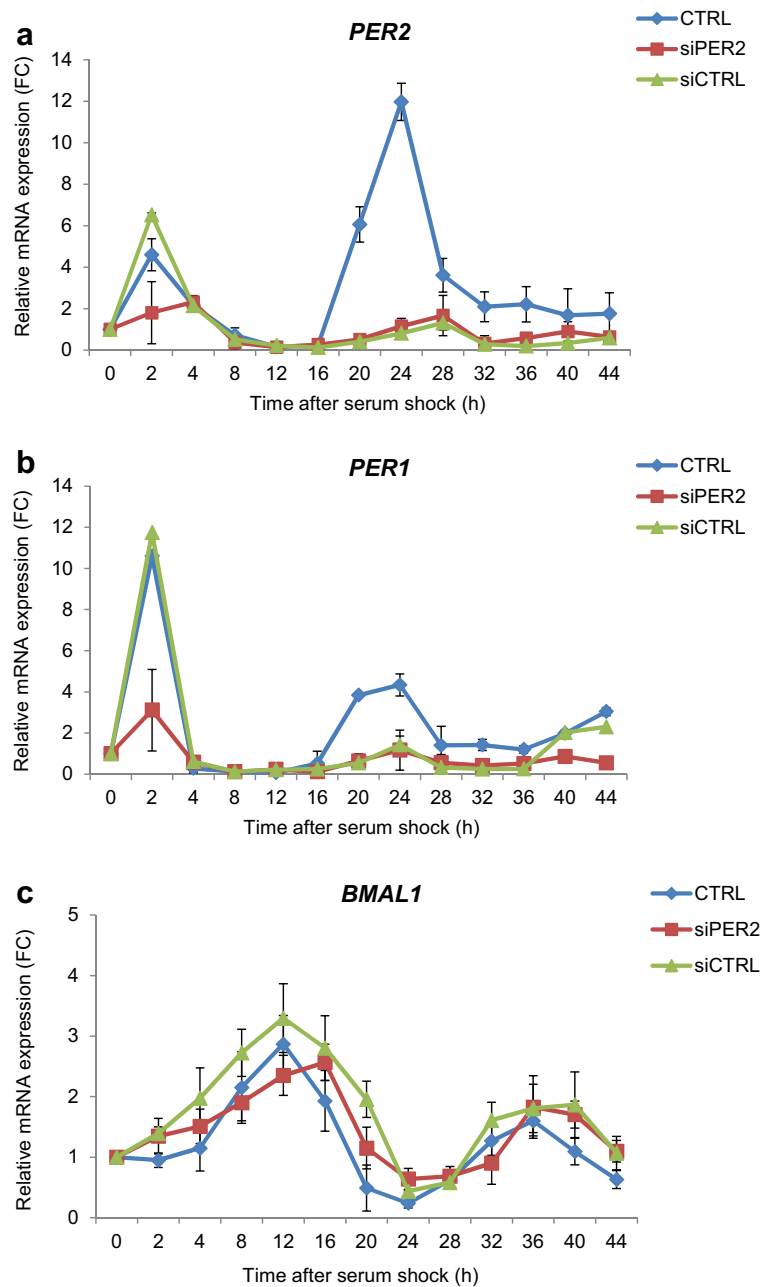 a
PER2
CTRL
siPER2
siCTRL
Relative mRNA expression (FC)
14
12
10
8
6
4
2
0
0 2 4 8 12 16 20 24 28 32 36 40 44
Time after serum shock (h)
b
PER1
CTRL
siPER2
siCTRL
Relative mRNA expression (FC)
14
12
10
8
6
4
2
0
0 2 4 8 12 16 20 24 28 32 36 40 44
Time after serum shock (h)
c
BMAL1
CTRL
siPER2
siCTRL
Relative mRNA expression (FC)
5
4
3
2
1
0
0 2 4 8 12 16 20 24 28 32 36 40 44
Time after serum shock (h)